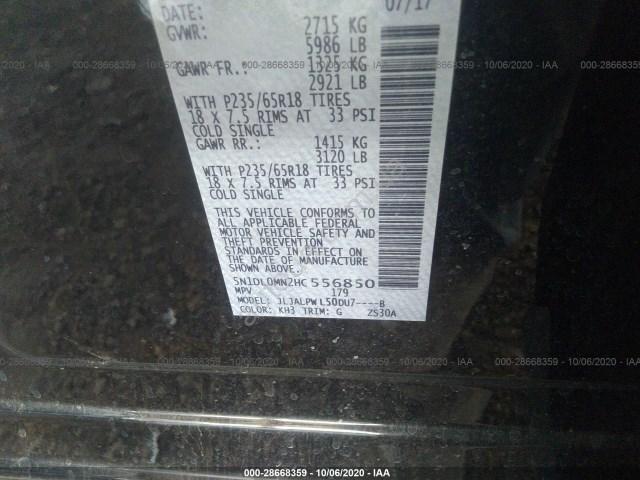 DATE: 07/17
GVWR: 2715 KG
5986 LB
GAWR FR.: 1325 KG
2921 LB
WITH P235/65R18 TIRES
18 X 7.5 RIMS AT 33 PSI
COLD SINGLE
GAWR RR.: 1415 KG
3120 LB
WITH P235/65R18 TIRES
18 X 7.5 RIMS AT 33 PSI
COLD SINGLE
THIS VEHICLE CONFORMS TO
ALL APPLICABLE FEDERAL
MOTOR VEHICLE SAFETY AND
THEFT PREVENTION
STANDARDS IN EFFECT ON
THE DATE OF MANUFACTURE
SHOWN ABOVE.
5N1DL0MN2HC556850
MPV 179
MODEL: JLJALPWL50DU7----B
COLOR: KH3 TRIM: G ZS30A
000-28668359 - 10/06/2020 - IAA